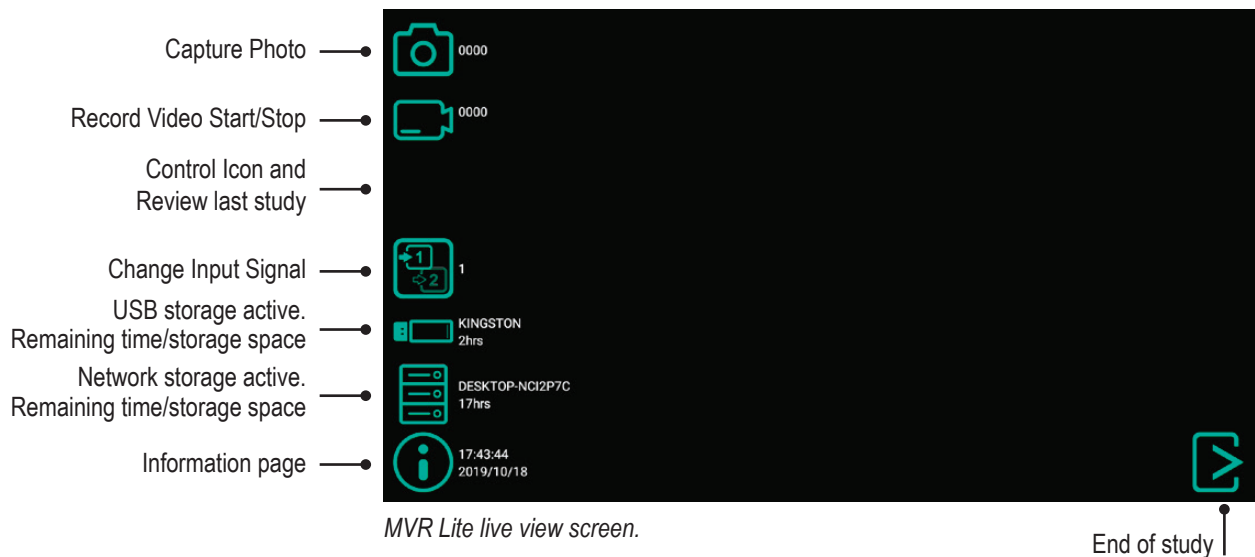 Capture Photo
0000
Record Video Start/Stop
0000
Control Icon and
Review last study
Change Input Signal
1
2
1
USB storage active.
Remaining time/storage space
KINGSTON
2hrs
Network storage active.
Remaining time/storage space
DESKTOP-NCI2P7C
17hrs
Information page
17:43:44
2019/10/18
MVR Lite live view screen.
End of study